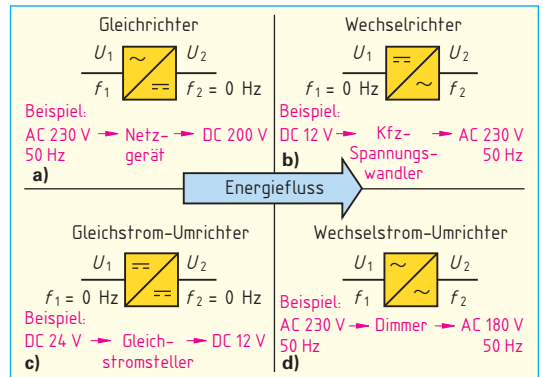 Gleichrichter
U₁ ~ ⎓ U₂
f₁ f₂ = 0 Hz
Beispiel:
AC 230 V → Netz- → DC 200 V
50 Hz gerät
a)
Wechselrichter
U₁ ⎓ ~ U₂
f₁ = 0 Hz f₂
Beispiel:
DC 12 V → Kfz- → AC 230 V
Spannungs- 50 Hz
b) wandler
Energiefluss
Gleichstrom-Umrichter
U₁ ⎓ ⎓ U₂
f₁ = 0 Hz f₂ = 0 Hz
Beispiel:
DC 24 V → Gleich- → DC 12 V
c) stromsteller
Wechselstrom-Umrichter
U₁ ~ ~ U₂
f₁ f₂
Beispiel:
AC 230 V → Dimmer → AC 180 V
50 Hz 50 Hz
d)